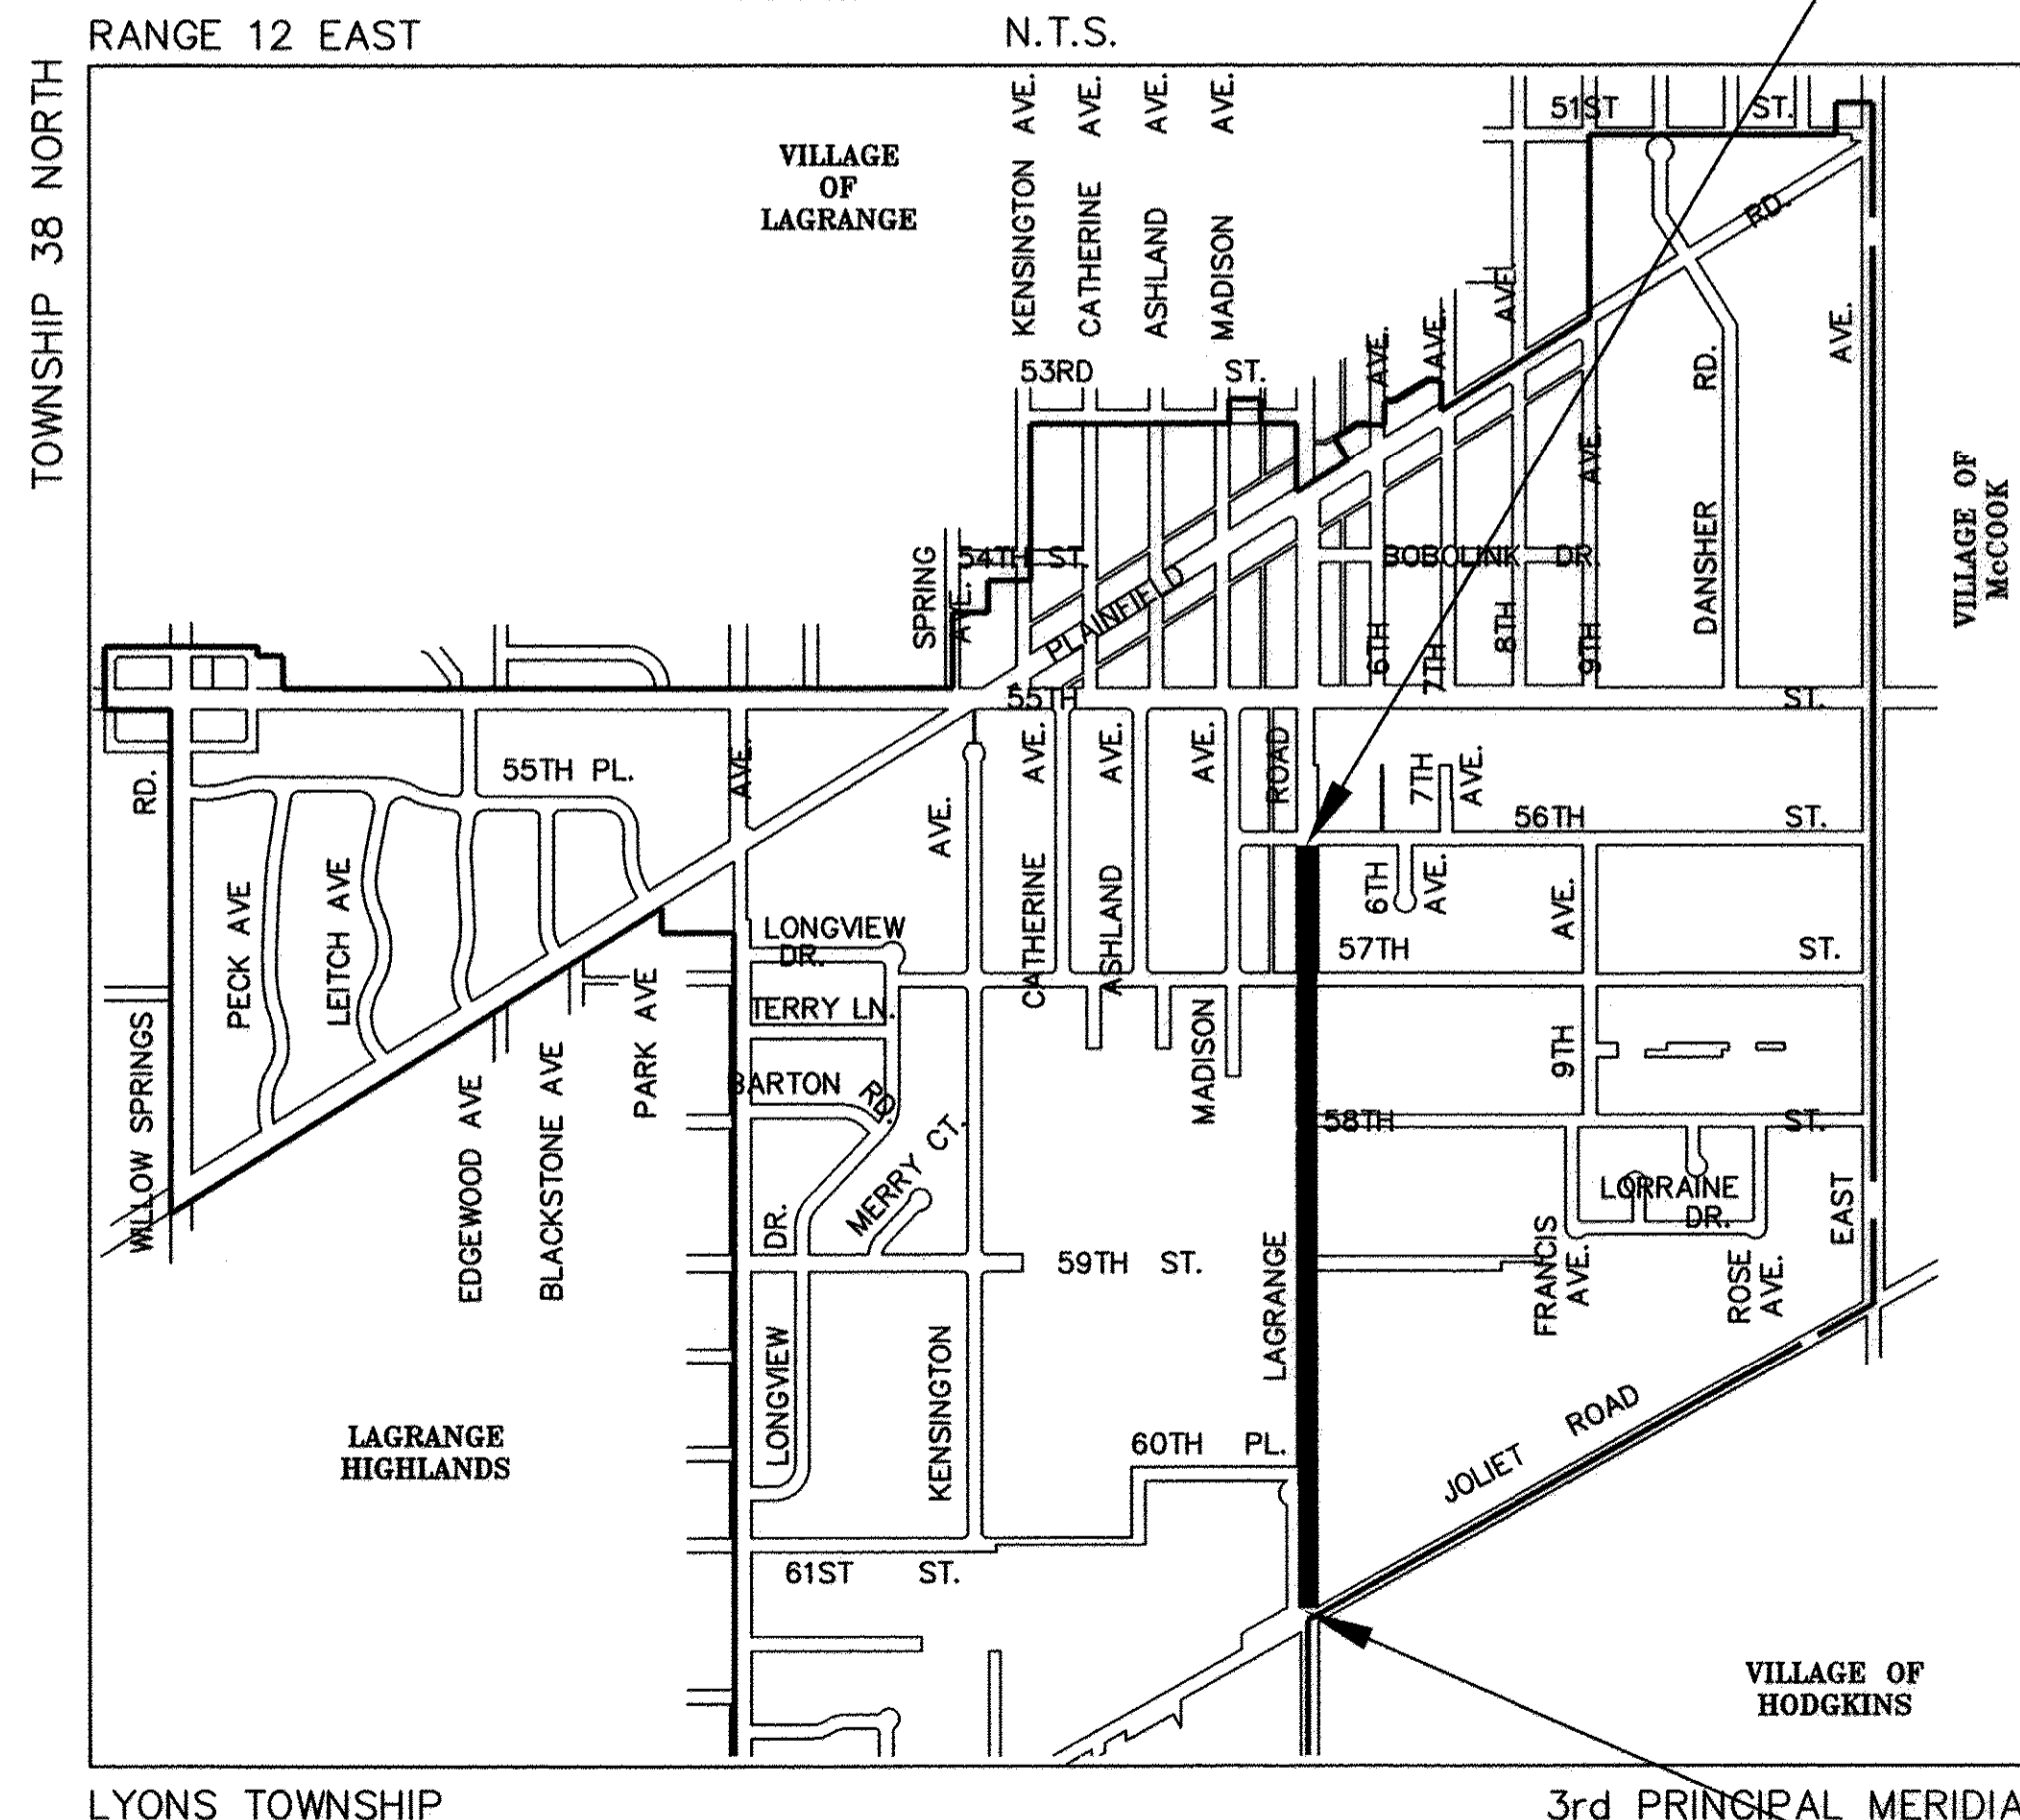 RANGE 12 EAST
N.T.S.
TOWNSHIP 38 NORTH
VILLAGE
OF
LAGRANGE
KENSINGTON AVE.
CATHERINE AVE.
ASHLAND AVE.
MADISON AVE.
51ST ST.
RD.
53RD ST.
AVE.
AVE.
AVE.
AVE.
AVE.
DANSHER RD.
VILLAGE OF
McCOOK
SPRING
AVE.
54TH ST.
PLAINFIELD
BOBOLINK DR.
6TH
7TH
8TH
9TH
55TH ST.
RD.
55TH PL.
AVE.
AVE.
AVE.
AVE.
AVE.
ROAD
7TH
AVE.
56TH ST.
PECK AVE
LEITCH AVE
LONGVIEW
DR.
CATHERINE
ASHLAND
6TH
AVE.
AVE.
57TH ST.
WILLOW SPRINGS
EDGEWOOD AVE
BLACKSTONE AVE
PARK AVE
TERRY LN.
BARTON RD.
MERRY CT.
MADISON
9TH
58TH ST.
LORRAINE
DR.
EAST
DR.
59TH ST.
LAGRANGE
FRANCIS
AVE.
ROSE
AVE.
LONGVIEW
KENSINGTON
LAGRANGE
HIGHLANDS
60TH PL.
JOLIET ROAD
61ST ST.
VILLAGE OF
HODGKINS
LYONS TOWNSHIP
3rd PRINCIPAL MERIDIA